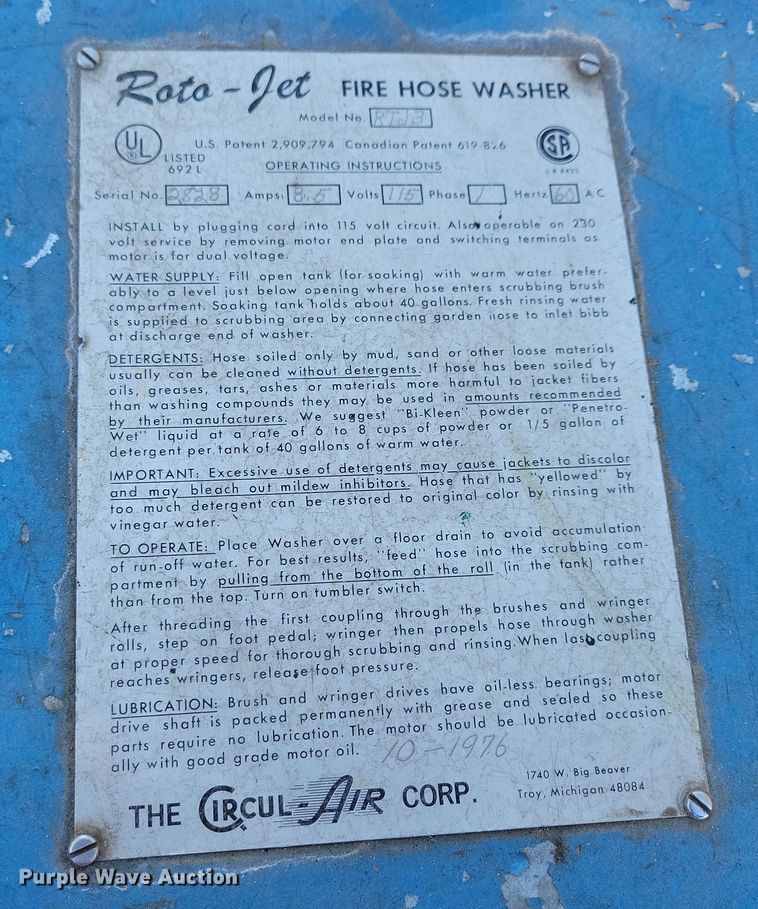 Roto-Jet FIRE HOSE WASHER
Model No. RTJ3
UL LISTED 692 L
U.S. Patent 2,909,794 Canadian Patent 619-826
CSA
OPERATING INSTRUCTIONS
Serial No. 2828 Amps. 8.5 Volts 115 Phase 1 Hertz 60 AC
INSTALL by plugging cord into 115 volt circuit. Also operable on 230
volt service by removing motor end plate and switching terminals as
motor is for dual voltage.
WATER SUPPLY: Fill open tank (for soaking) with warm water prefer-
ably to a level just below opening where hose enters scrubbing brush
compartment. Soaking tank holds about 40 gallons. Fresh rinsing water
is supplied to scrubbing area by connecting garden hose to inlet bibb
at discharge end of washer.
DETERGENTS: Hose soiled only by mud, sand or other loose materials
usually can be cleaned without detergents. If hose has been soiled by
oils, greases, tars, ashes or materials more harmful to jacket fibers
than washing compounds they may be used in amounts recommended
by their manufacturers. We suggest "Bi-Kleen" powder or "Penetro-
Wet" liquid at a rate of 6 to 8 cups of powder or 1/5 gallon of
detergent per tank of 40 gallons of warm water.
IMPORTANT: Excessive use of detergents may cause jackets to discolor
and may bleach out mildew inhibitors. Hose that has "yellowed" by
too much detergent can be restored to original color by rinsing with
vinegar water.
TO OPERATE: Place Washer over a floor drain to avoid accumulation
of run-off water. For best results, "feed" hose into the scrubbing com-
partment by pulling from the bottom of the roll (in the tank) rather
than from the top. Turn on tumbler switch.
After threading the first coupling through the brushes and wringer
rolls, step on foot pedal; wringer then propels hose through washer
at proper speed for thorough scrubbing and rinsing. When last coupling
reaches wringers, release foot pressure.
LUBRICATION: Brush and wringer drives have oil-less bearings; motor
drive shaft is packed permanently with grease and sealed so these
parts require no lubrication. The motor should be lubricated occasion-
ally with good grade motor oil. 10-1976
THE CIRCUL-AIR CORP.
1740 W. Big Beaver
Troy, Michigan 48084
Purple Wave Auction